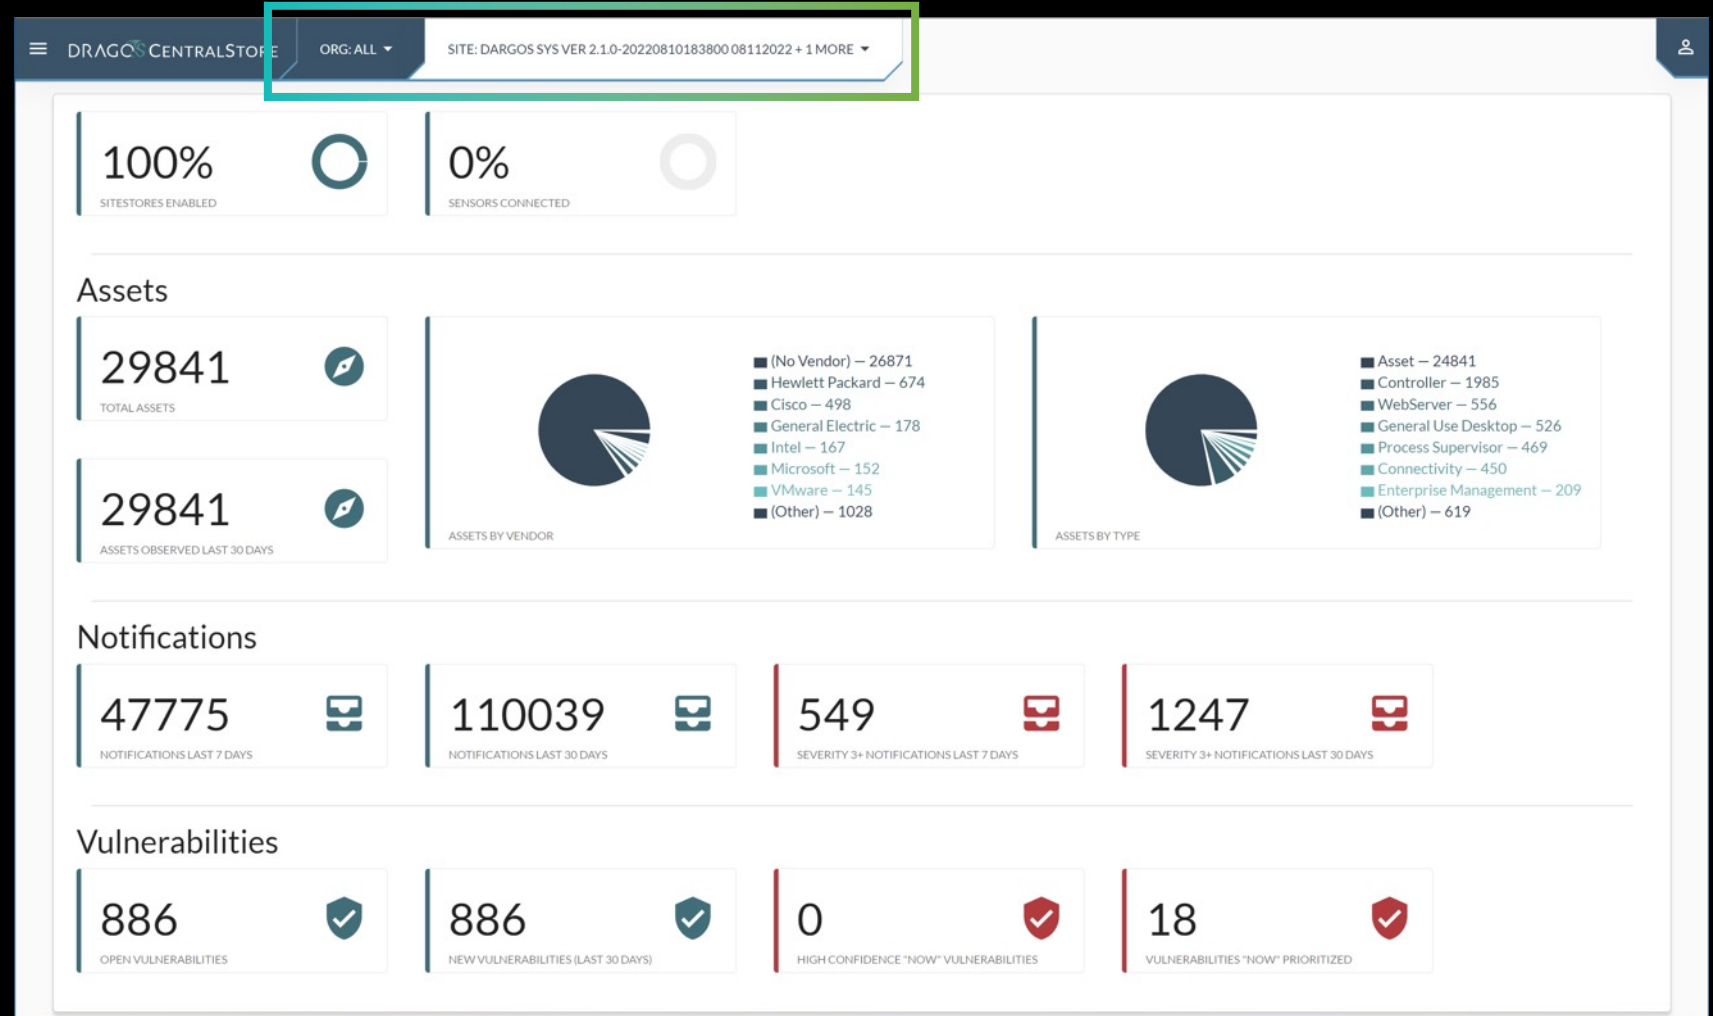 DRAGOS CENTRALSTORE
ORG: ALL
SITE: DARGOS SYS VER 2.1.0-20220810183800 08112022 + 1 MORE
100%
SITESTORES ENABLED
0%
SENSORS CONNECTED
Assets
29841
TOTAL ASSETS
29841
ASSETS OBSERVED LAST 30 DAYS
(No Vendor) — 26871
Hewlett Packard — 674
Cisco — 498
General Electric — 178
Intel — 167
Microsoft — 152
VMware — 145
(Other) — 1028
ASSETS BY VENDOR
Asset — 24841
Controller — 1985
WebServer — 556
General Use Desktop — 526
Process Supervisor — 469
Connectivity — 450
Enterprise Management — 209
(Other) — 619
ASSETS BY TYPE
Notifications
47775
NOTIFICATIONS LAST 7 DAYS
110039
NOTIFICATIONS LAST 30 DAYS
549
SEVERITY 3+ NOTIFICATIONS LAST 7 DAYS
1247
SEVERITY 3+ NOTIFICATIONS LAST 30 DAYS
Vulnerabilities
886
OPEN VULNERABILITIES
886
NEW VULNERABILITIES (LAST 30 DAYS)
0
HIGH CONFIDENCE "NOW" VULNERABILITIES
18
VULNERABILITIES "NOW" PRIORITIZED